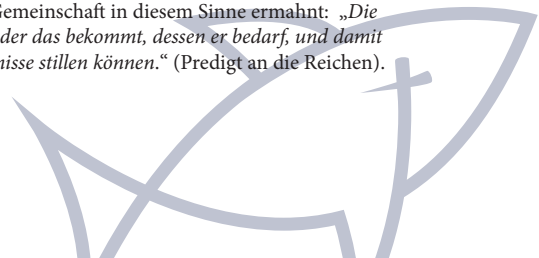 Gemeinschaft in diesem Sinne ermahnt: „Die
der das bekommt, dessen er bedarf, und damit
nisse stillen können.“ (Predigt an die Reichen).